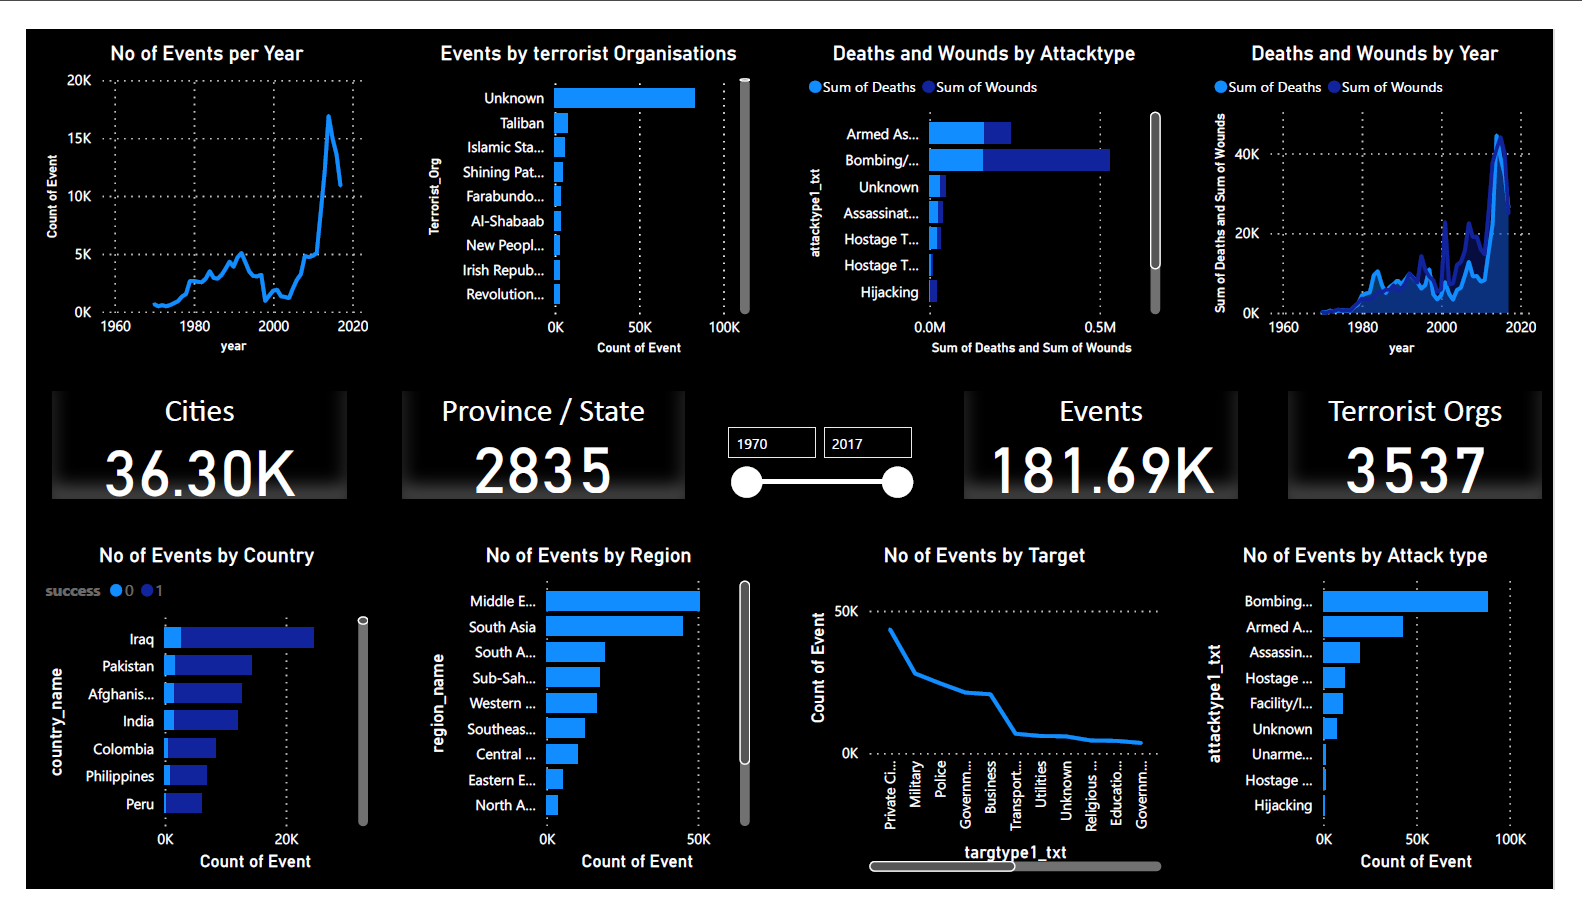 No of Events per Year
20K
15K
10K
5K
0K
Count of Event
1960
1980
2000
2020
year
Events by terrorist Organisations
Terrorist_Org
Unknown
Taliban
Islamic Sta...
Shining Pat...
Farabundo...
Al-Shabaab
New Peopl...
Irish Repub...
Revolution...
0K
50K
100K
Count of Event
Deaths and Wounds by Attacktype
Sum of Deaths Sum of Wounds
attacktype1_txt
Armed As...
Bombing/...
Unknown
Assassinat...
Hostage T...
Hostage T...
Hijacking
0.0M
0.5M
Sum of Deaths and Sum of Wounds
Deaths and Wounds by Year
Sum of Deaths Sum of Wounds
Sum of Deaths and Sum of Wounds
40K
20K
0K
1960
1980
2000
2020
year
Cities
36.30K
Province / State
2835
1970
2017
Events
181.69K
Terrorist Orgs
3537
No of Events by Country
success 0 1
country_name
Iraq
Pakistan
Afghanis...
India
Colombia
Philippines
Peru
0K
20K
Count of Event
No of Events by Region
region_name
Middle E...
South Asia
South A...
Sub-Sah...
Western ...
Southeas...
Central ...
Eastern E...
North A...
0K
50K
Count of Event
No of Events by Target
Count of Event
50K
0K
Private Ci...
Military
Police
Governm...
Business
Transport...
Utilities
Unknown
Religious ...
Educatio...
Governm...
targtype1_txt
No of Events by Attack type
attacktype1_txt
Bombing...
Armed A...
Assassin...
Hostage ...
Facility/I...
Unknown
Unarme...
Hostage ...
Hijacking
0K
50K
100K
Count of Event